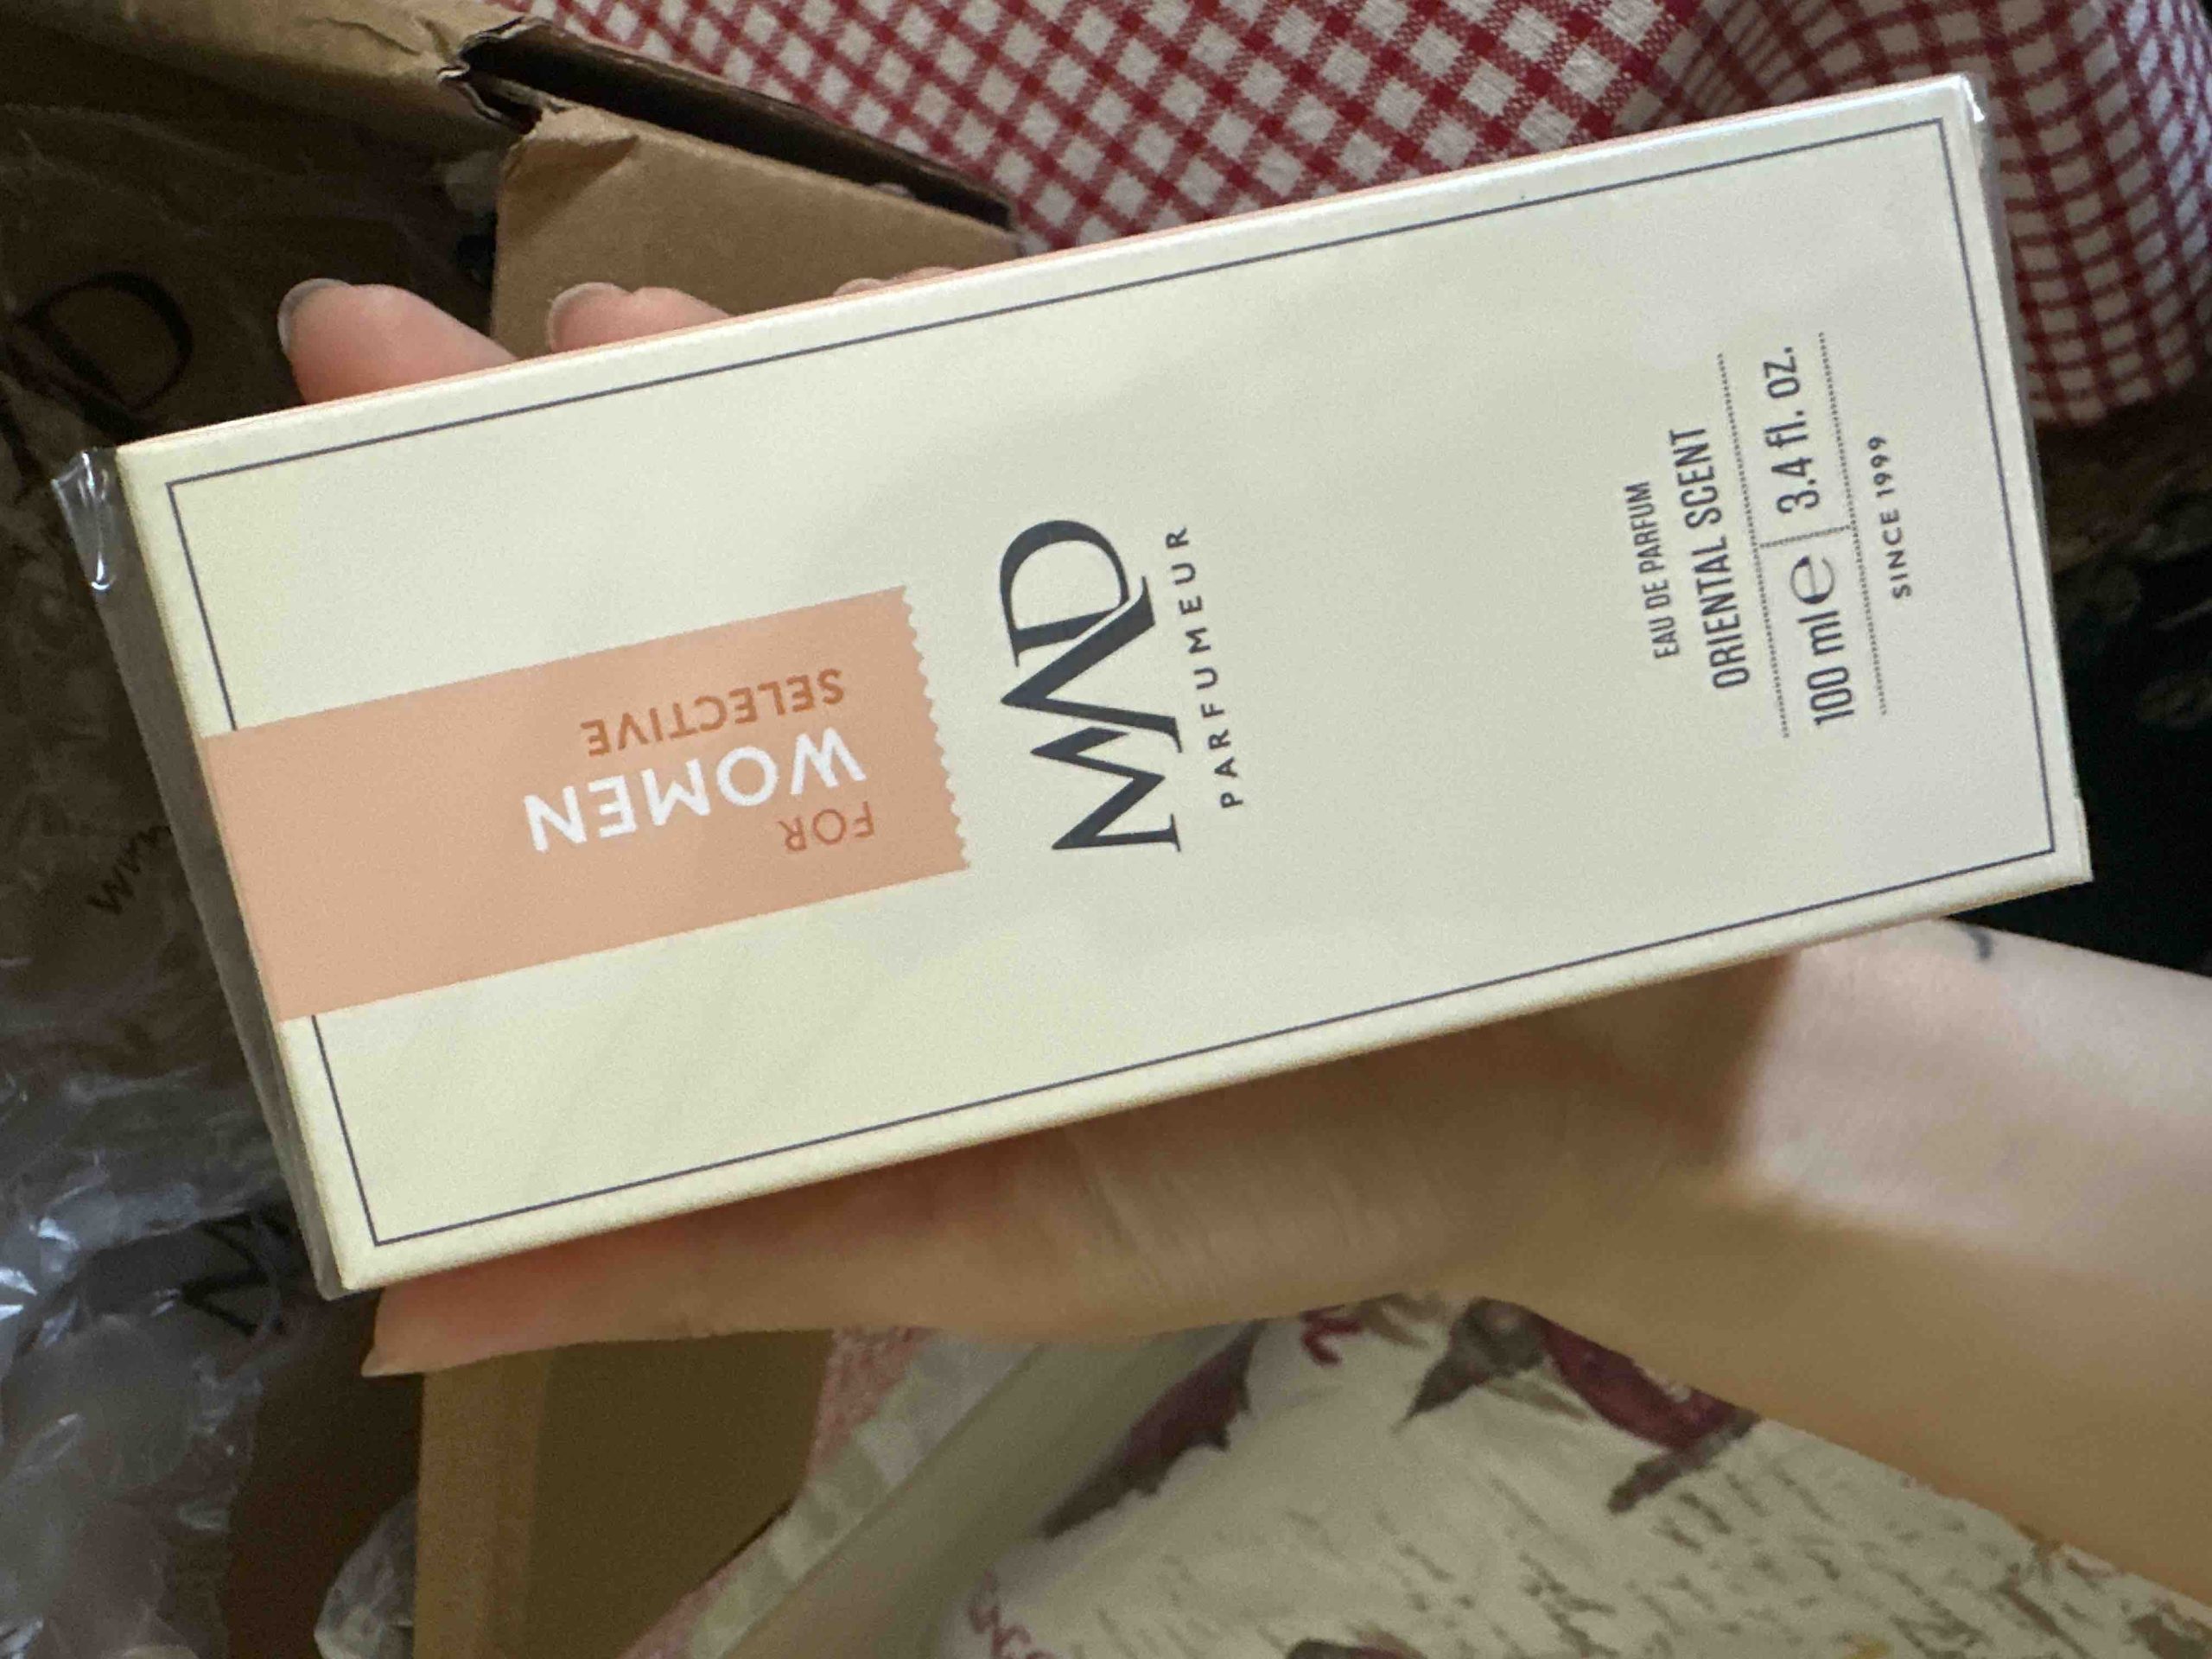 FOR
WOMEN
SELECTIVE
MAD
PARFUMEUR
EAU DE PARFUM
ORIENTAL SCENT
100 ml e 3.4 fl. oz.
SINCE 1999